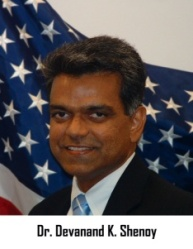 Dr. Devanand K. Shenoy